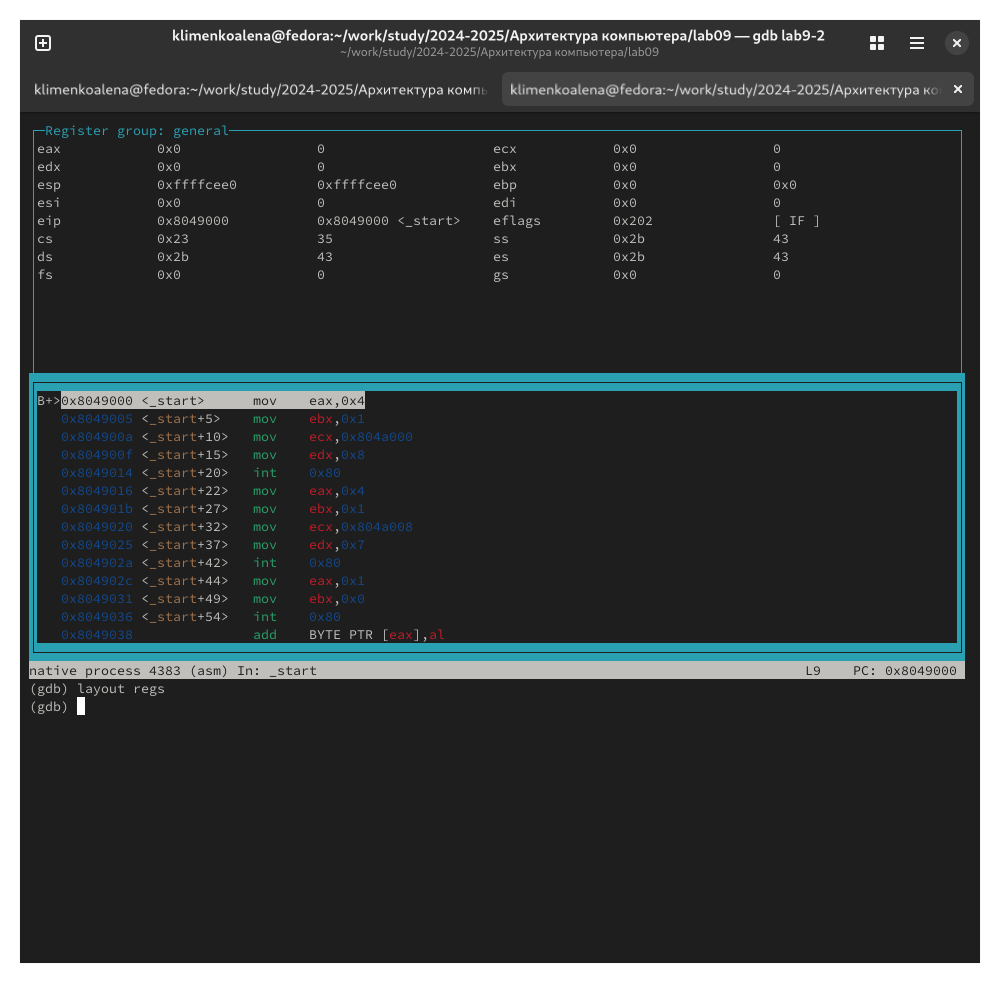 klimenkoalena@fedora:~/work/study/2024-2025/Архитектура компьютера/lab09 — gdb lab9-2
~/work/study/2024-2025/Архитектура компьютера/lab09
klimenkoalena@fedora:~/work/study/2024-2025/Архитектура комп klimenkoalena@fedora:~/work/study/2024-2025/Архитектура ко
Register group: general
eax 0x0 0 ecx 0x0 0
edx 0x0 0 ebx 0x0 0
esp 0xffffcee0 0xffffcee0 ebp 0x0 0x0
esi 0x0 0 edi 0x0 0
eip 0x8049000 0x8049000 <_start> eflags 0x202 [ IF ]
cs 0x23 35 ss 0x2b 43
ds 0x2b 43 es 0x2b 43
fs 0x0 0 gs 0x0 0
B+>0x8049000 <_start> mov eax,0x4
0x8049005 <_start+5> mov ebx,0x1
0x804900a <_start+10> mov ecx,0x804a000
0x804900f <_start+15> mov edx,0x8
0x8049014 <_start+20> int 0x80
0x8049016 <_start+22> mov eax,0x4
0x804901b <_start+27> mov ebx,0x1
0x8049020 <_start+32> mov ecx,0x804a008
0x8049025 <_start+37> mov edx,0x7
0x804902a <_start+42> int 0x80
0x804902c <_start+44> mov eax,0x1
0x8049031 <_start+49> mov ebx,0x0
0x8049036 <_start+54> int 0x80
0x8049038 add BYTE PTR [eax],al
native process 4383 (asm) In: _start L9 PC: 0x8049000
(gdb) layout regs
(gdb)